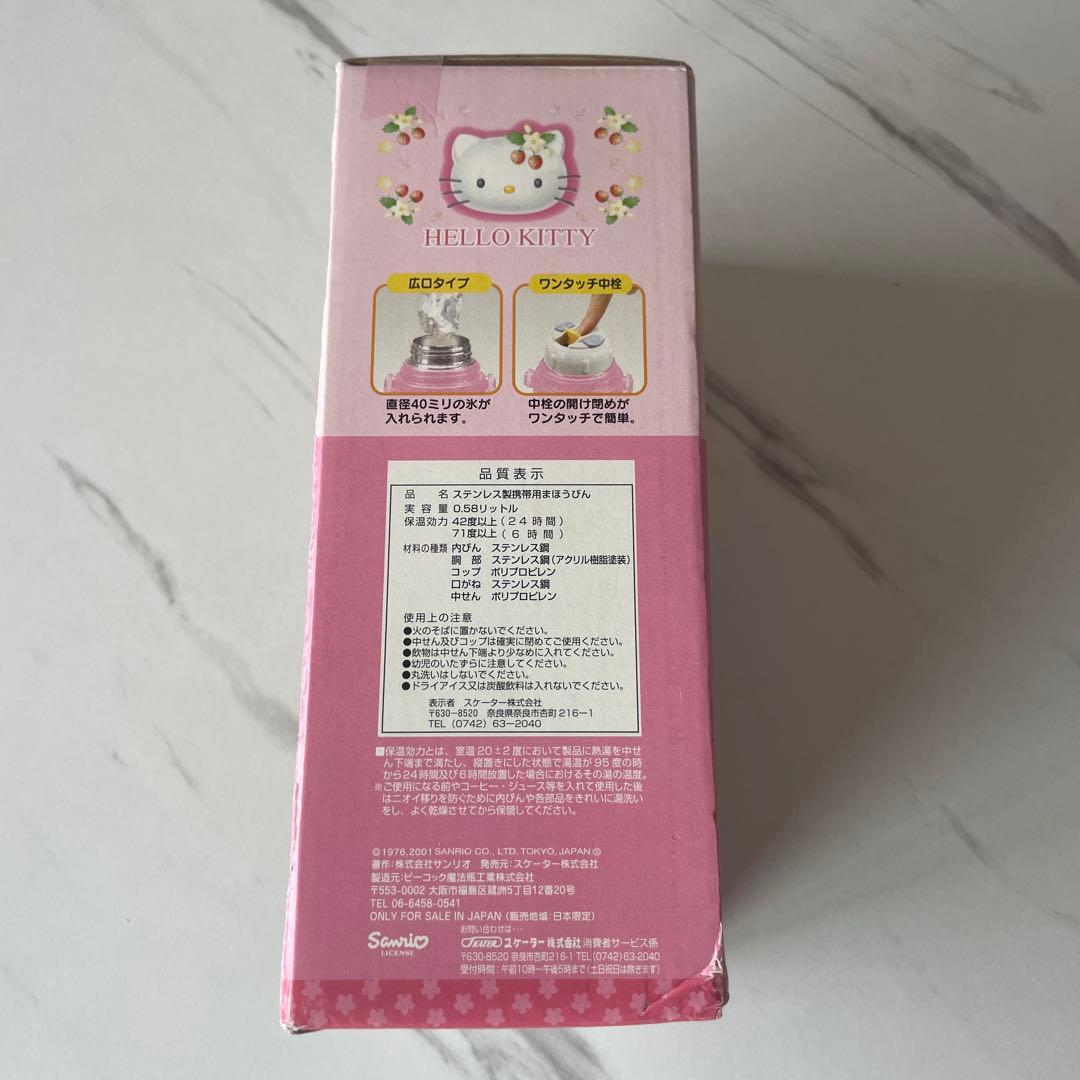 HELLO KITTY
広口タイプ
ワンタッチ中栓
直径40ミリの氷が
入れられます。
中栓の開け閉めが
ワンタッチで簡単。
品質表示
品名 ステンレス製携帯用まほうびん
実容量 0.58リットル
保温効力 42度以上(24時間)
71度以上(6時間)
材料の種類 内びん ステンレス鋼
胴部 ステンレス鋼(アクリル樹脂塗装)
コップ ポリプロピレン
口がね ステンレス鋼
中せん ポリプロピレン
使用上の注意
●火のそばに置かないでください。
●中せん及びコップは確実に閉めてご使用ください。
●飲物は中せん下端より少なめに入れてください。
●幼児のいたずらに注意してください。
●丸洗いはしないでください。
●ドライアイス又は炭酸飲料は入れないでください。
表示者 スケーター株式会社
〒630-8520 奈良県奈良市杏町216-1
TEL (0742) 63-2040
■保温効力とは、室温20±2度において製品に熱湯を中せ
ん下端まで満たし、縦置きにした状態で湯温が95度の時
から24時間及び6時間放置した場合におけるその湯の温度。
※ご使用になる前やコーヒー・ジュース等を入れて使用した後
はニオイ移りを防ぐために内びんや各部品をきれいに湯洗い
をし、よく乾燥させてから保管してください。
©1976,2001 SANRIO CO., LTD. TOKYO, JAPAN Ⓢ
著作:株式会社サンリオ 発売元:スケーター株式会社
製造元:ピーコック魔法瓶工業株式会社
〒553-0002 大阪市福島区鷺洲5丁目12番20号
TEL 06-6458-0541
ONLY FOR SALE IN JAPAN (販売地域:日本限定)
お問い合わせは…
Sanrio
LICENSE
SKATER スケーター株式会社消費者サービス係
〒630-8520 奈良市杏町216-1 TEL(0742)63-2040
受付時間:午前10時~午後5時まで(土日祝日は除きます)